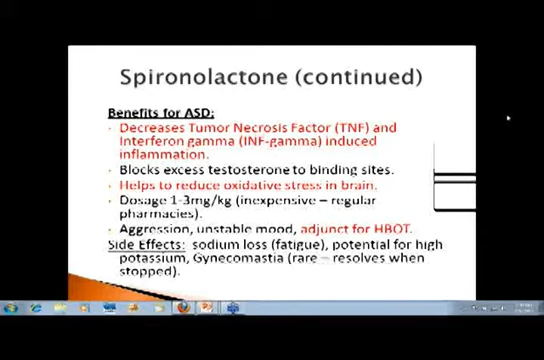 Spironolactone (continued)
Benefits for ASD:
· Decreases Tumor Necrosis Factor (TNF) and
Interferon gamma (INF-gamma) induced
inflammation.
· Blocks excess testosterone to binding sites.
· Helps to reduce oxidative stress in brain.
· Dosage 1-3mg/kg (inexpensive – regular
pharmacies).
· Aggression, unstable mood, adjunct for HBOT.
Side Effects: sodium loss (fatigue), potential for high
potassium, Gynecomastia (rare – resolves when
stopped).